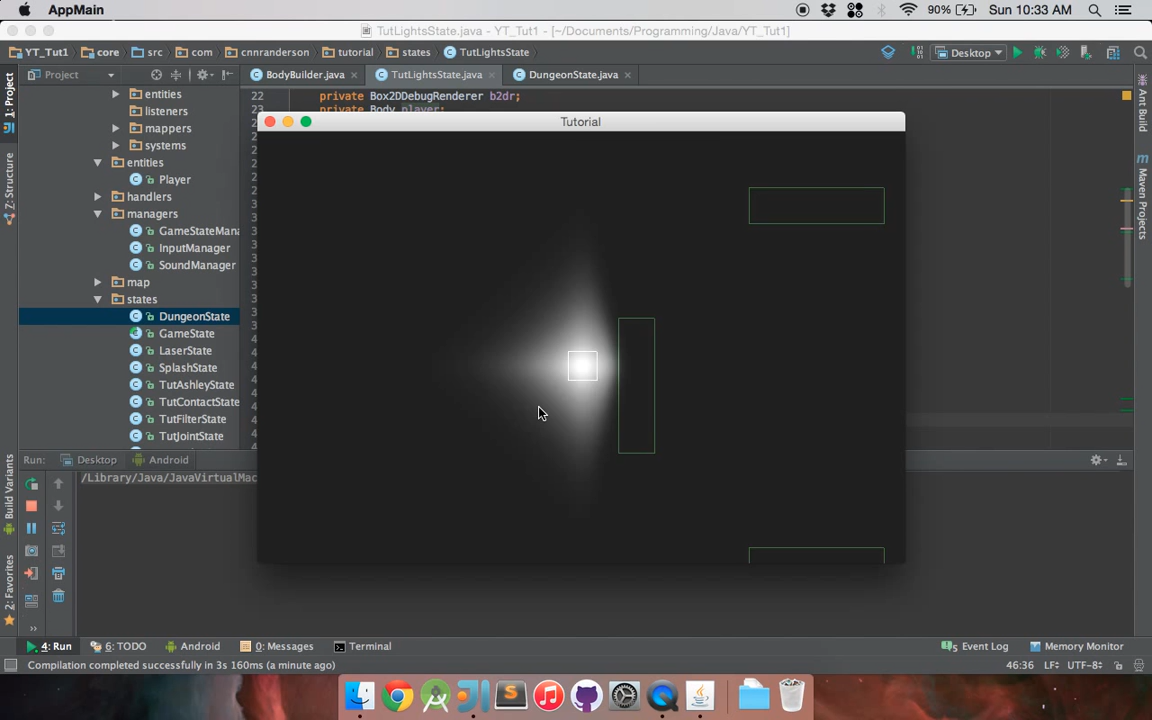 AppMain
90%
Sun 10:33 AM
TutLightsState.java - [~/Documents/Programming/Java/YT_Tut1]
YT_Tut1
core
src
com
cnnranderson
tutorial
states
TutLightsState
Desktop
Project
BodyBuilder.java
TutLightsState.java
DungeonState.java
1: Project
7: Structure
Build Variants
2: Favorites
Ant Build
Maven Projects
entities
listeners
mappers
systems
entities
Player
handlers
managers
GameStateMana
InputManager
SoundManager
map
states
DungeonState
GameState
LaserState
SplashState
TutAshleyState
TutContactState
TutFilterState
TutJointState
22 private Box2DDebugRenderer b2dr;
23 private Body player;
Tutorial
Run: Desktop Android
/Library/Java/JavaVirtualMac
4: Run
6: TODO
Android
0: Messages
Terminal
Event Log
Memory Monitor
Compilation completed successfully in 3s 160ms (a minute ago)
46:36 LF÷ UTF-8÷